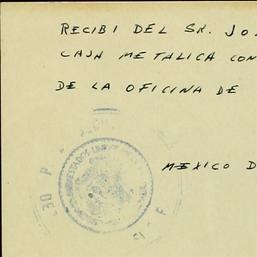 RECIBI DEL SR. JO
CAJA METALICA CON
DE LA OFICINA DE
MEXICO D